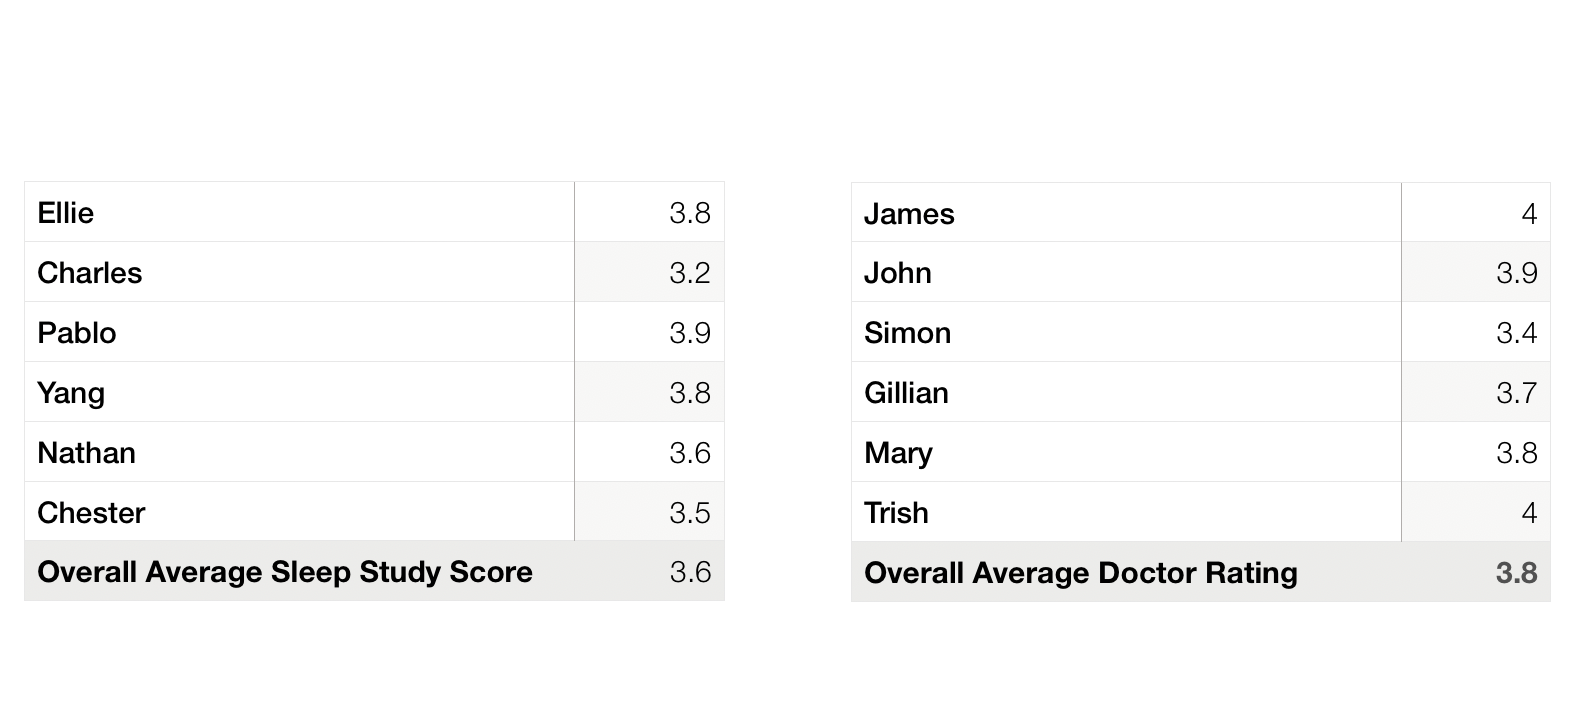 Ellie 3.8
Charles 3.2
Pablo 3.9
Yang 3.8
Nathan 3.6
Chester 3.5
Overall Average Sleep Study Score 3.6
James 4
John 3.9
Simon 3.4
Gillian 3.7
Mary 3.8
Trish 4
Overall Average Doctor Rating 3.8